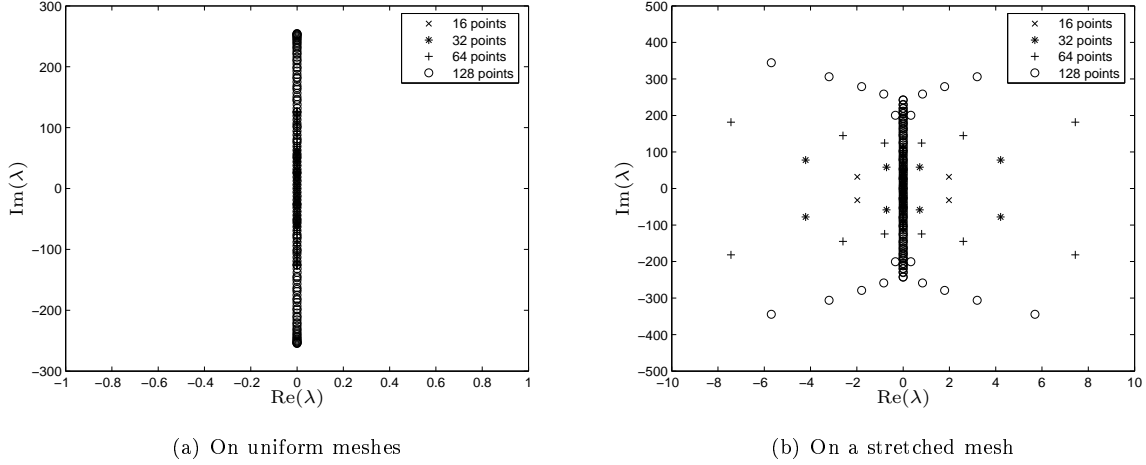 300
200
100
0
−100
−200
−300
−1
−0.8
−0.6
−0.4
−0.2
0
0.2
0.4
0.6
0.8
1
Im(λ)
Re(λ)
16 points
32 points
64 points
128 points
(a) On uniform meshes
500
400
300
200
100
0
−100
−200
−300
−400
−500
−10
−8
−6
−4
−2
0
2
4
6
8
10
Im(λ)
Re(λ)
16 points
32 points
64 points
128 points
(b) On a stretched mesh